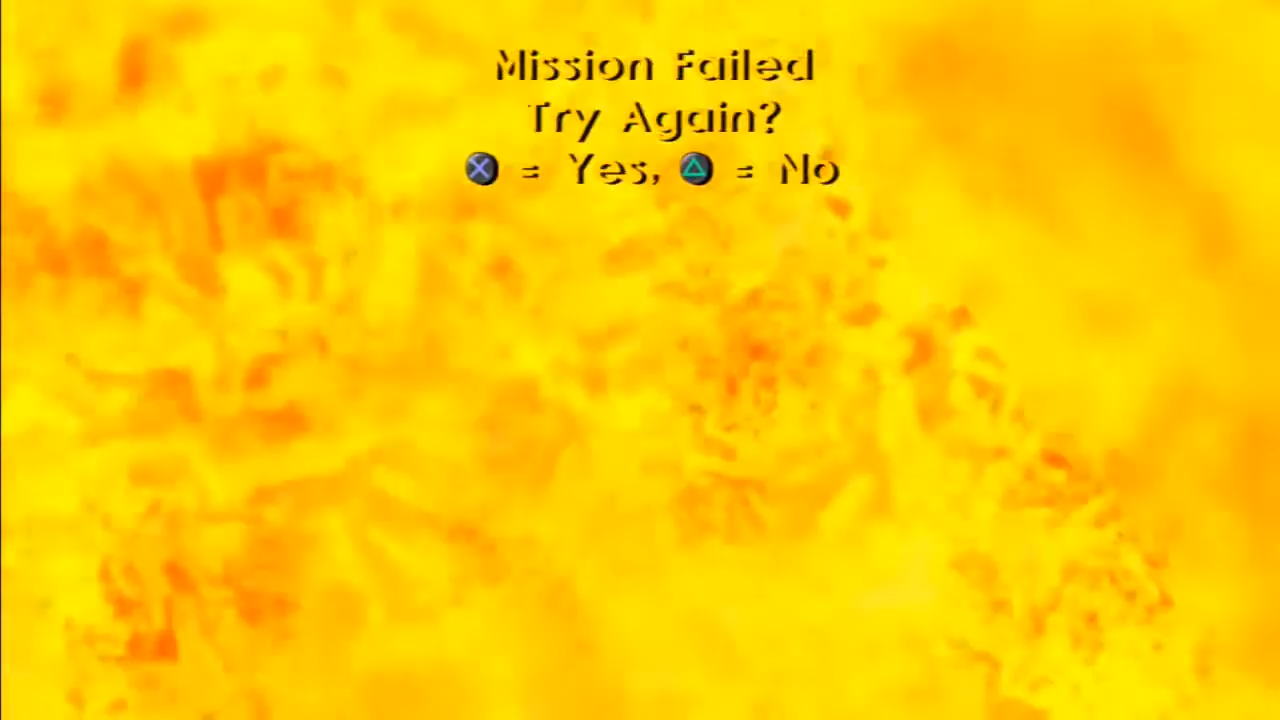 Mission Failed
Try Again?
= Yes, = No